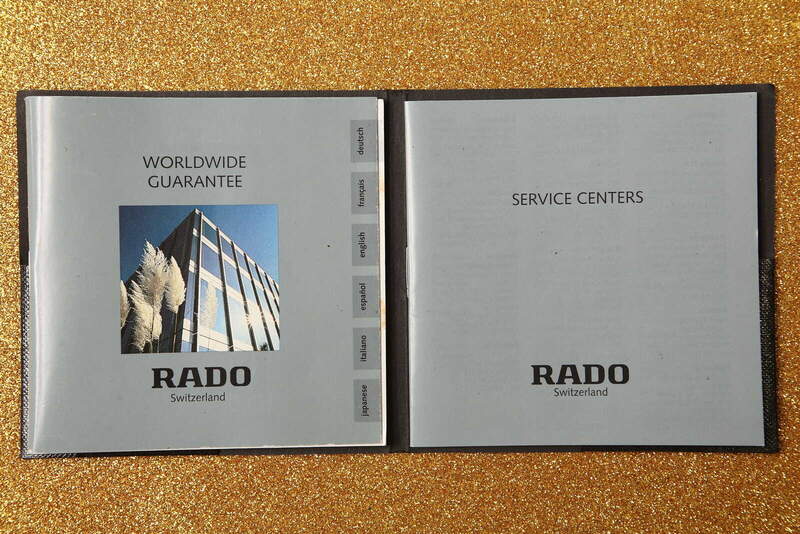 WORLDWIDE
GUARANTEE
RADO
Switzerland
deutsch
français
english
español
italiano
japanese
SERVICE CENTERS
RADO
Switzerland